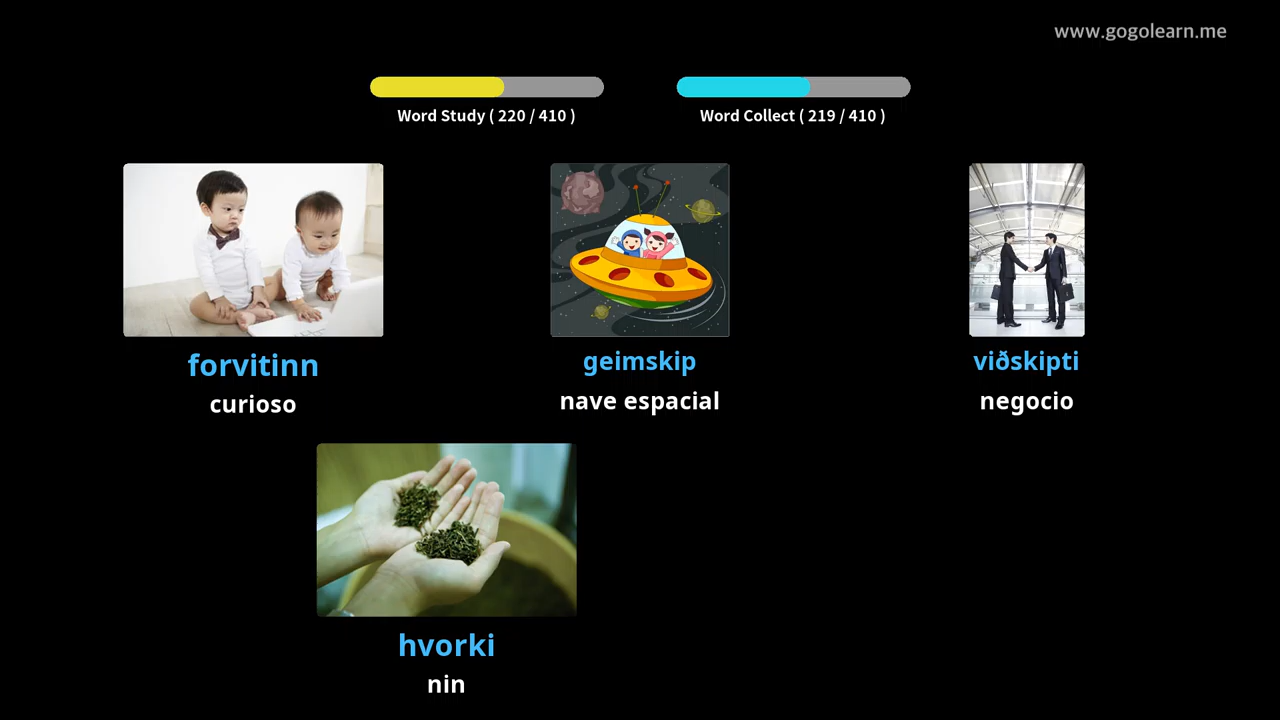 www.gogolearn.me
Word Study ( 220 / 410 )
Word Collect ( 219 / 410 )
forvitinn
curioso
geimskip
nave espacial
viðskipti
negocio
hvorki
nin